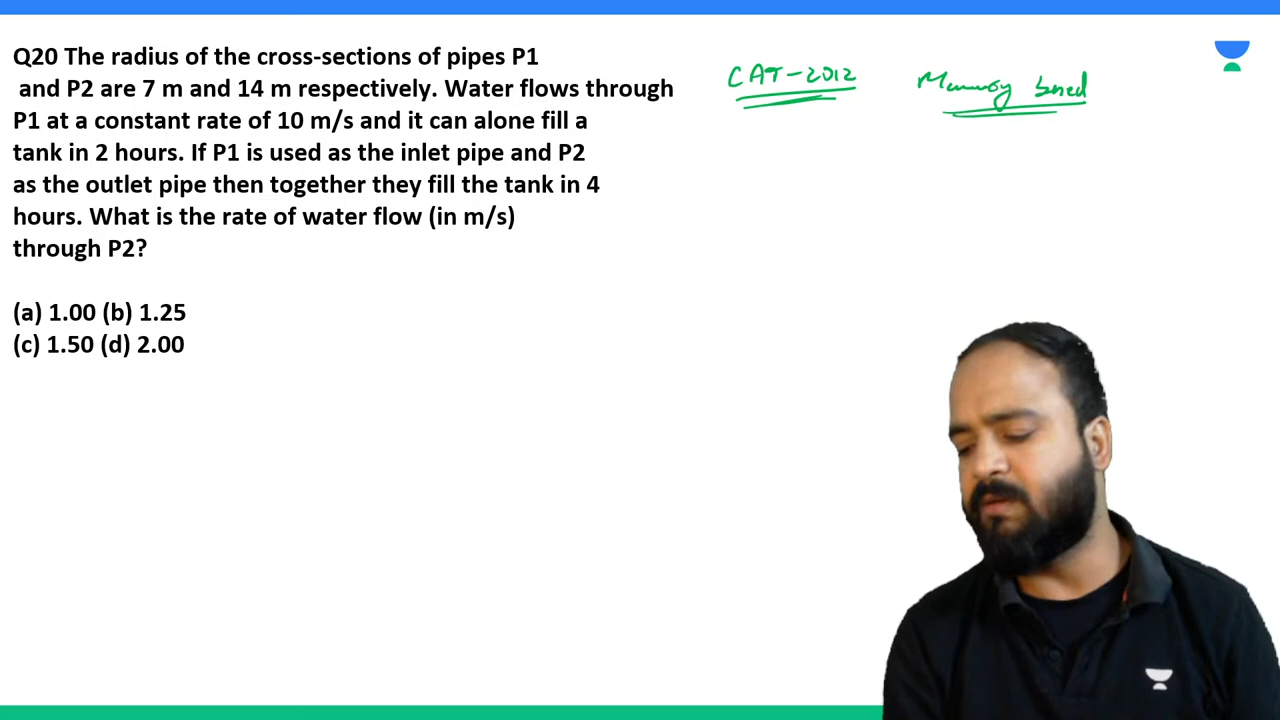 Q20 The radius of the cross-sections of pipes P1
and P2 are 7 m and 14 m respectively. Water flows through
P1 at a constant rate of 10 m/s and it can alone fill a
tank in 2 hours. If P1 is used as the inlet pipe and P2
as the outlet pipe then together they fill the tank in 4
hours. What is the rate of water flow (in m/s)
through P2?
(a) 1.00 (b) 1.25
(c) 1.50 (d) 2.00
CAT-2012 Memory based